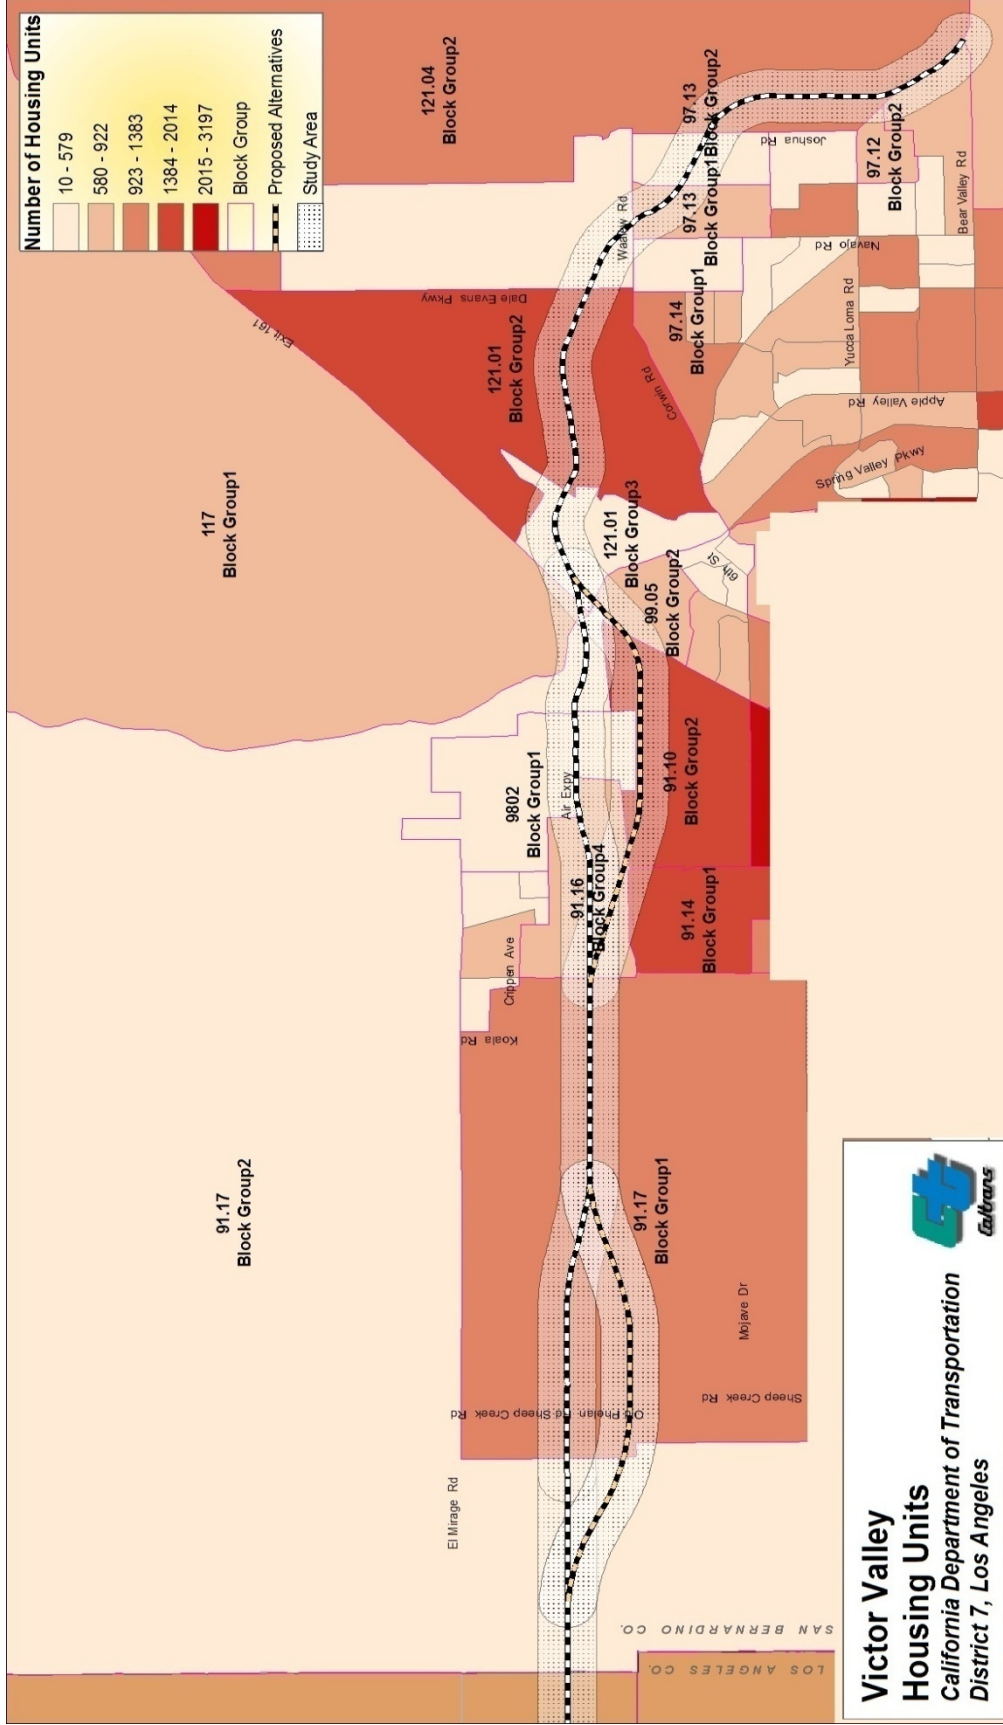 Number of Housing Units
10 - 579
580 - 922
923 - 1383
1384 - 2014
2015 - 3197
Block Group
Proposed Alternatives
Study Area
121.04
Block Group2
117
Block Group1
91.17
Block Group2
Exit 161
Dale Evans Pkwy
121.01
Block Group2
Waalew Rd
97.13
Block Group2
97.13
Block Group1
Joshua Rd
97.12
Block Group2
Bear Valley Rd
Navajo Rd
97.14
Block Group1
Corwin Rd
Yucca Loma Rd
Apple Valley Rd
Spring Valley Pkwy
121.01
Block Group3
99.05
Block Group2
6th St
9802
Block Group1
Air Expy
91.10
Block Group2
91.16
Block Group4
91.14
Block Group1
Crippen Ave
Koala Rd
91.17
Block Group1
Mojave Dr
Sheep Creek Rd
Old Phelan Rd
Sheep Creek Rd
El Mirage Rd
SAN BERNARDINO CO.
LOS ANGELES CO.
Victor Valley
Housing Units
California Department of Transportation
District 7, Los Angeles
Caltrans